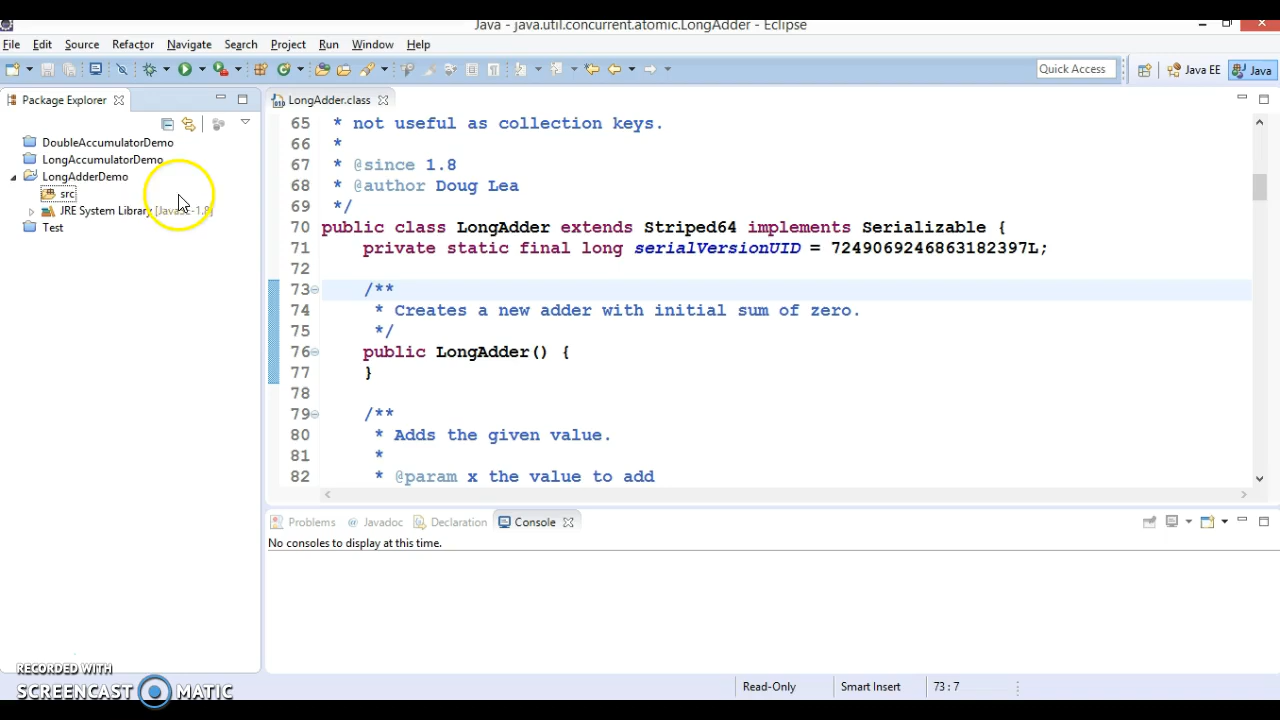 Java - java.util.concurrent.atomic.LongAdder - Eclipse
File Edit Source Refactor Navigate Search Project Run Window Help
Quick Access Java EE Java
Package Explorer
DoubleAccumulatorDemo
LongAccumulatorDemo
LongAdderDemo
src
JRE System Library [JavaSE-1.8]
Test
LongAdder.class
65 * not useful as collection keys.
66 *
67 * @since 1.8
68 * @author Doug Lea
69 */
70 public class LongAdder extends Striped64 implements Serializable {
71 private static final long serialVersionUID = 7249069246863182397L;
72
73 /**
74 * Creates a new adder with initial sum of zero.
75 */
76 public LongAdder() {
77 }
78
79 /**
80 * Adds the given value.
81 *
82 * @param x the value to add
Problems @ Javadoc Declaration Console
No consoles to display at this time.
RECORDED WITH
SCREENCAST MATIC
Read-Only Smart Insert 73 : 7